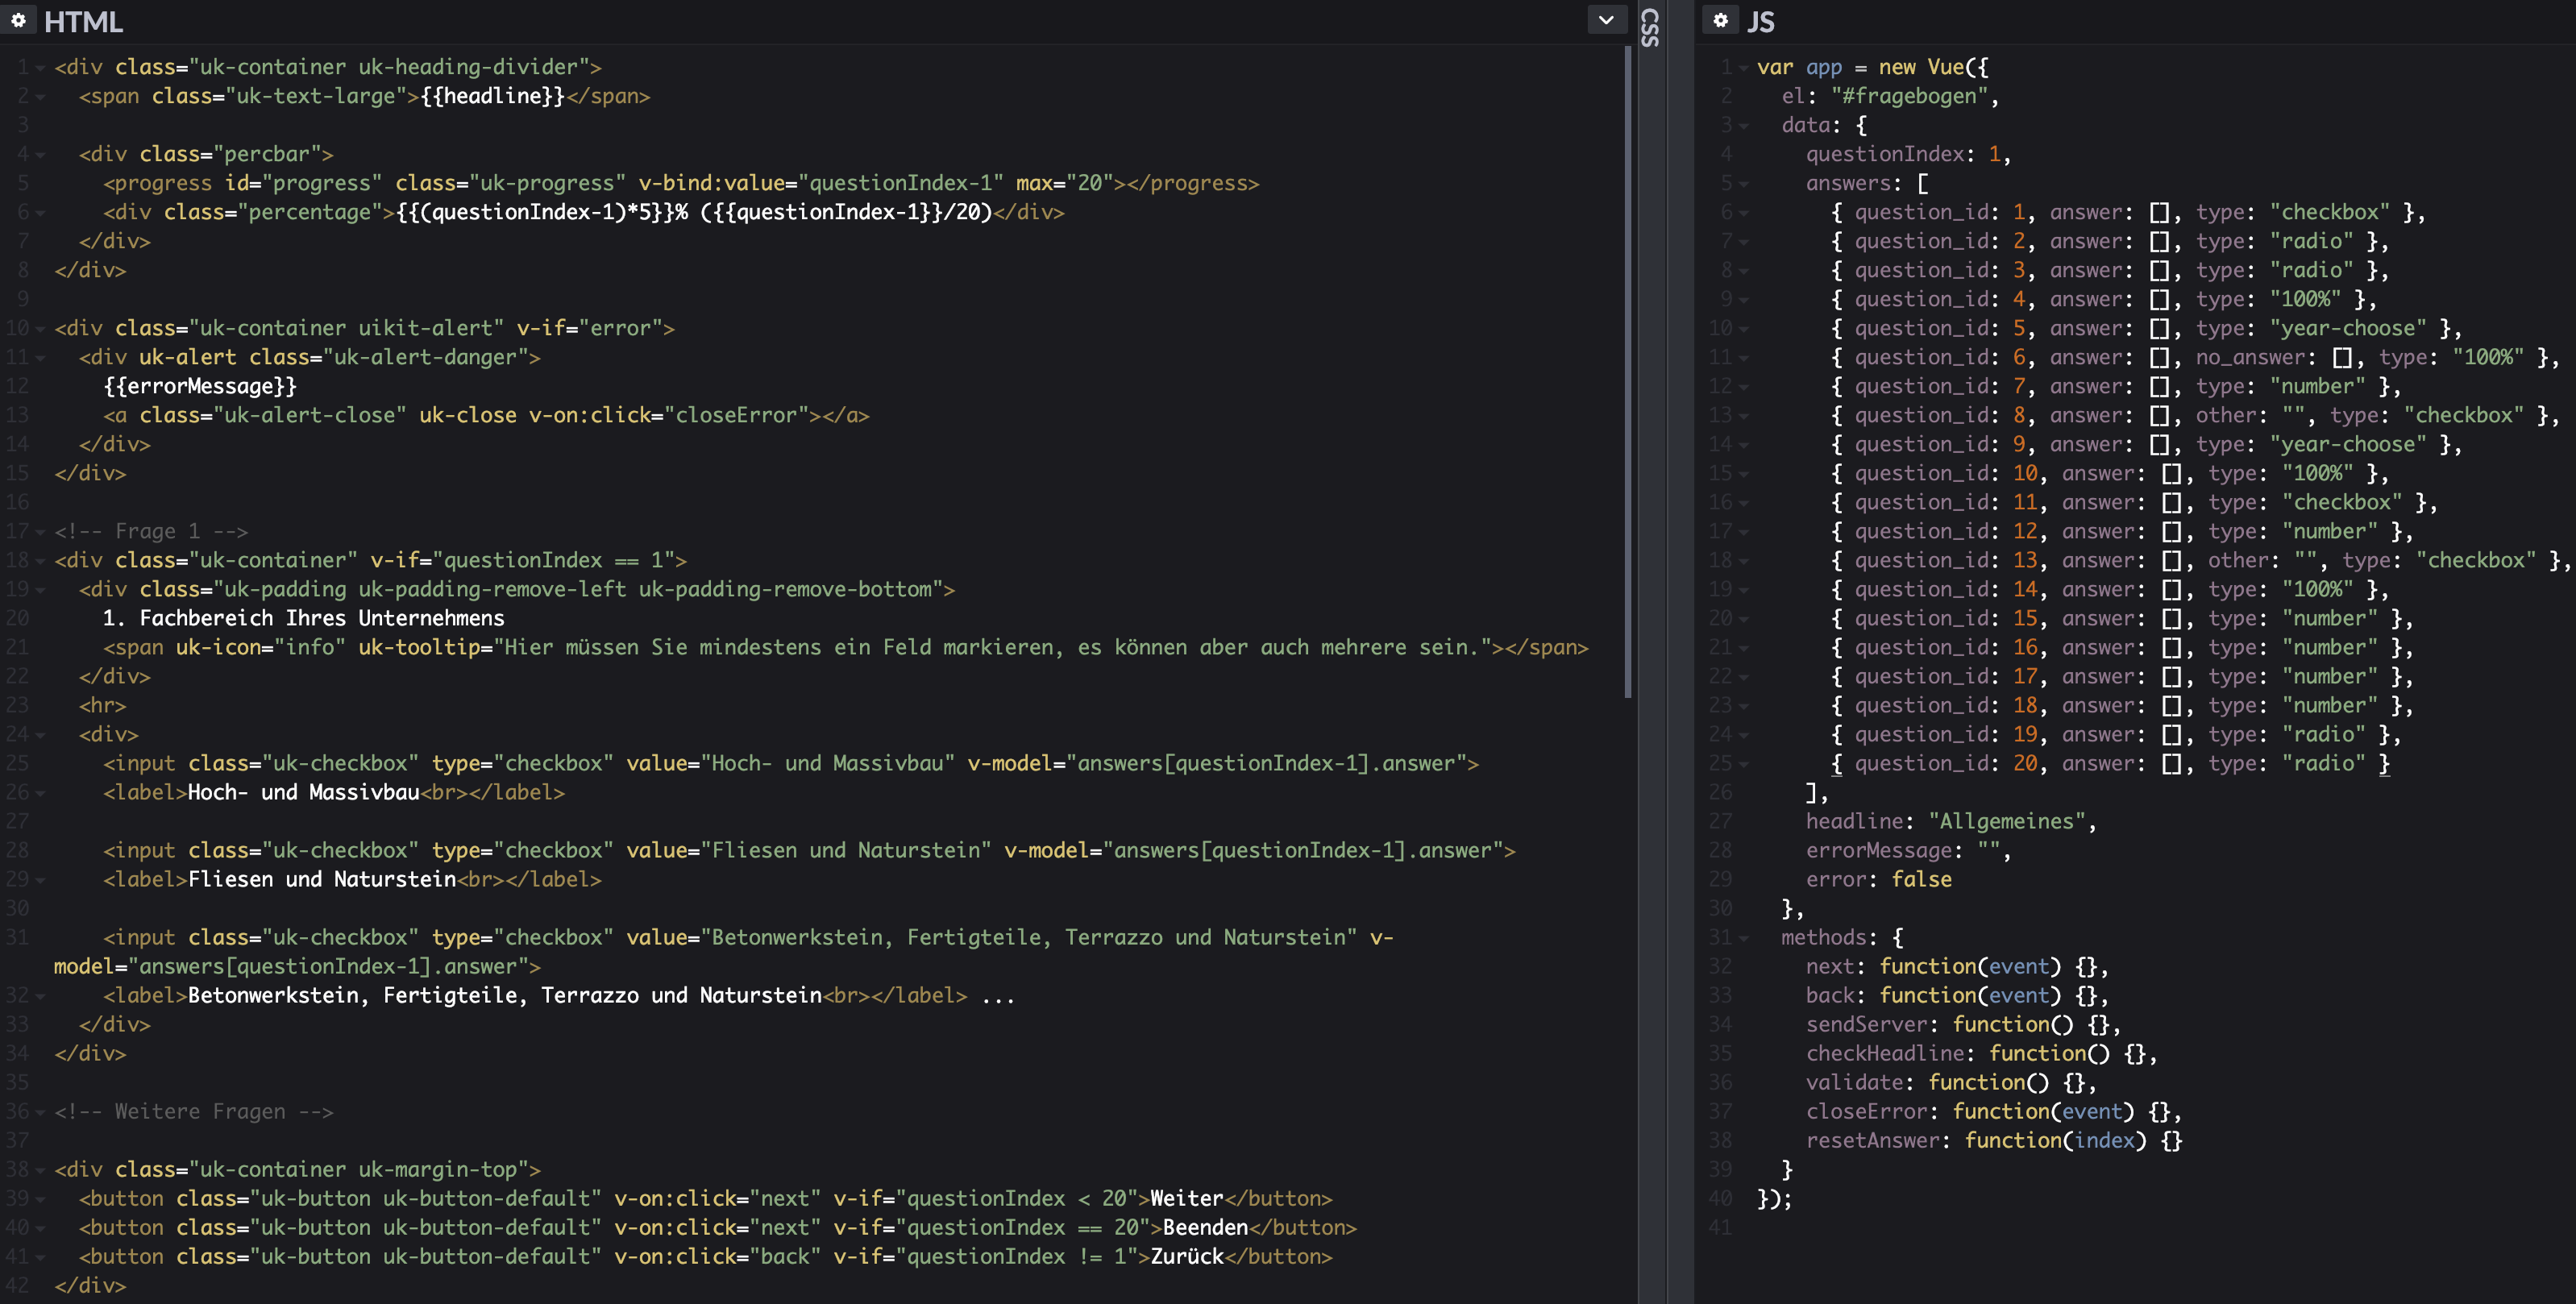 HTML
1 <div class="uk-container uk-heading-divider">
2   <span class="uk-text-large">{{headline}}</span>
3
4   <div class="percbar">
5     <progress id="progress" class="uk-progress" v-bind:value="questionIndex-1" max="20"></progress>
6     <div class="percentage">{{(questionIndex-1)*5}}% ({{questionIndex-1}}/20)</div>
7   </div>
8 </div>
9
10 <div class="uk-container uikit-alert" v-if="error">
11   <div uk-alert class="uk-alert-danger">
12     {{errorMessage}}
13     <a class="uk-alert-close" uk-close v-on:click="closeError"></a>
14   </div>
15 </div>
16
17 <!-- Frage 1 -->
18 <div class="uk-container" v-if="questionIndex == 1">
19   <div class="uk-padding uk-padding-remove-left uk-padding-remove-bottom">
20     1. Fachbereich Ihres Unternehmens
21     <span uk-icon="info" uk-tooltip="Hier müssen Sie mindestens ein Feld markieren, es können aber auch mehrere sein."></span>
22   </div>
23   <hr>
24   <div>
25     <input class="uk-checkbox" type="checkbox" value="Hoch- und Massivbau" v-model="answers[questionIndex-1].answer">
26     <label>Hoch- und Massivbau<br></label>
27
28     <input class="uk-checkbox" type="checkbox" value="Fliesen und Naturstein" v-model="answers[questionIndex-1].answer">
29     <label>Fliesen und Naturstein<br></label>
30
31     <input class="uk-checkbox" type="checkbox" value="Betonwerkstein, Fertigteile, Terrazzo und Naturstein" v-
model="answers[questionIndex-1].answer">
32     <label>Betonwerkstein, Fertigteile, Terrazzo und Naturstein<br></label> ...
33   </div>
34 </div>
35
36 <!-- Weitere Fragen -->
37
38 <div class="uk-container uk-margin-top">
39   <button class="uk-button uk-button-default" v-on:click="next" v-if="questionIndex < 20">Weiter</button>
40   <button class="uk-button uk-button-default" v-on:click="next" v-if="questionIndex == 20">Beenden</button>
41   <button class="uk-button uk-button-default" v-on:click="back" v-if="questionIndex != 1">Zurück</button>
42 </div>
CSS
JS
1 var app = new Vue({
2   el: "#fragebogen",
3   data: {
4     questionIndex: 1,
5     answers: [
6       { question_id: 1, answer: [], type: "checkbox" },
7       { question_id: 2, answer: [], type: "radio" },
8       { question_id: 3, answer: [], type: "radio" },
9       { question_id: 4, answer: [], type: "100%" },
10       { question_id: 5, answer: [], type: "year-choose" },
11       { question_id: 6, answer: [], no_answer: [], type: "100%" },
12       { question_id: 7, answer: [], type: "number" },
13       { question_id: 8, answer: [], other: "", type: "checkbox" },
14       { question_id: 9, answer: [], type: "year-choose" },
15       { question_id: 10, answer: [], type: "100%" },
16       { question_id: 11, answer: [], type: "checkbox" },
17       { question_id: 12, answer: [], type: "number" },
18       { question_id: 13, answer: [], other: "", type: "checkbox" },
19       { question_id: 14, answer: [], type: "100%" },
20       { question_id: 15, answer: [], type: "number" },
21       { question_id: 16, answer: [], type: "number" },
22       { question_id: 17, answer: [], type: "number" },
23       { question_id: 18, answer: [], type: "number" },
24       { question_id: 19, answer: [], type: "radio" },
25       { question_id: 20, answer: [], type: "radio" }
26     ],
27     headline: "Allgemeines",
28     errorMessage: "",
29     error: false
30   },
31   methods: {
32     next: function(event) {},
33     back: function(event) {},
34     sendServer: function() {},
35     checkHeadline: function() {},
36     validate: function() {},
37     closeError: function(event) {},
38     resetAnswer: function(index) {}
39   }
40 });
41